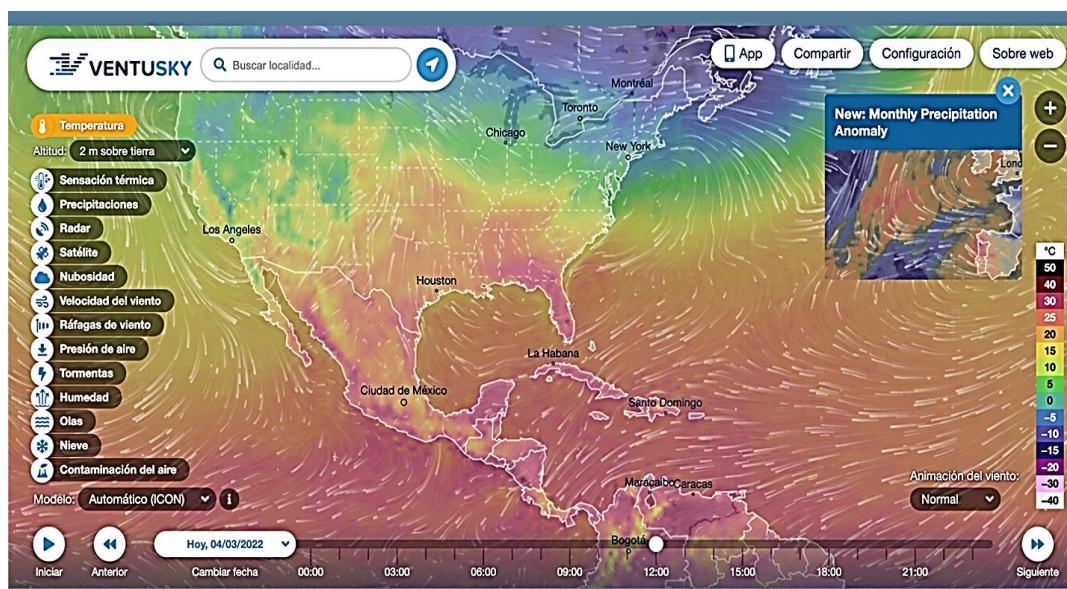 VENTUSKY
Buscar localidad...
App
Compartir
Configuración
Sobre web
Temperatura
Altitud: 2 m sobre tierra
Sensación térmica
Precipitaciones
Radar
Satélite
Nubosidad
Velocidad del viento
Ráfagas de viento
Presión de aire
Tormentas
Humedad
Olas
Nieve
Contaminación del aire
Modelo: Automático (ICON)
i
Montréal
Toronto
Chicago
New York
Los Angeles
Houston
La Habana
Ciudad de México
Santo Domingo
Maracaibo
Caracas
Bogotá
New: Monthly Precipitation
Anomaly
Lond
+
−
°C
50
40
30
25
20
15
10
5
0
−5
−10
−15
−20
−30
−40
Animación del viento:
Normal
Iniciar
Anterior
Hoy, 04/03/2022
Cambiar fecha
00:00
03:00
06:00
09:00
12:00
15:00
18:00
21:00
Siguiente